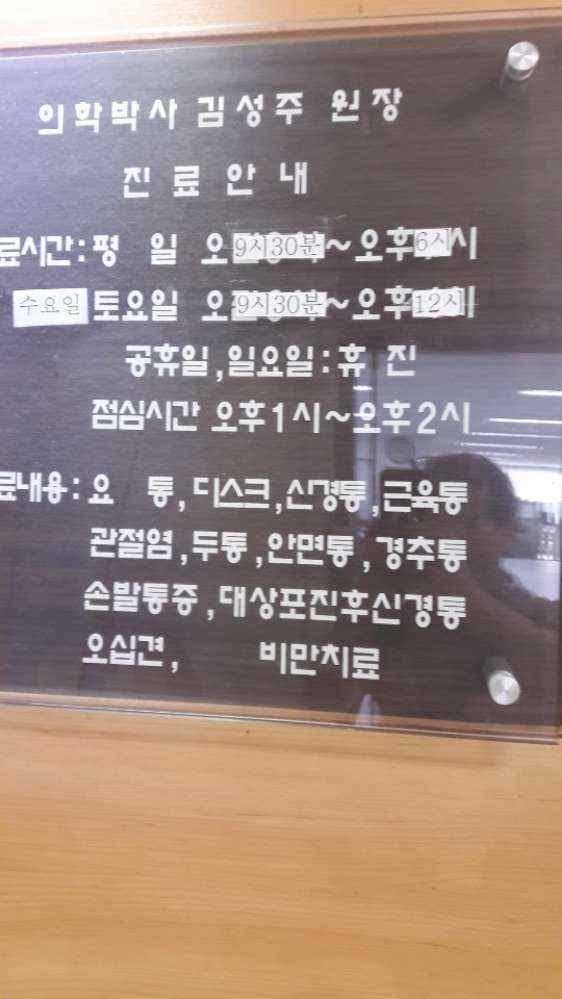 의학박사 김성주 원장
진료안내
료시간: 평 일 오 9시30분~오후 6시 시
수요일 토요일 오 9시30분~오후 12시
공휴일, 일요일: 휴 진
점심시간 오후1시~오후2시
료내용: 요 통, 디스크, 신경통, 근육통
관절염, 두통, 안면통, 경추통
손발통증, 대상포진후신경통
오십견, 비만치료